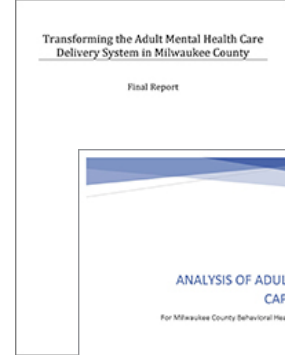 Transforming the Adult Mental Health Care
Delivery System in Milwaukee County
Final Report
ANALYSIS OF ADUL
CAP
For Milwaukee County Behavioral Hea